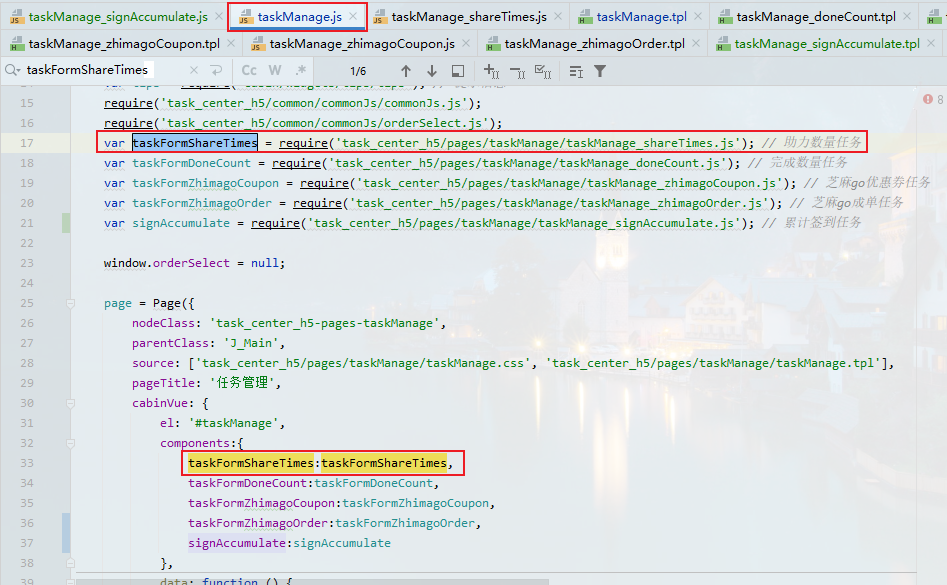 taskManage_signAccumulate.js × taskManage.js × taskManage_shareTimes.js × taskManage.tpl × taskManage_doneCount.tpl ×
taskManage_zhimagoCoupon.tpl × taskManage_zhimagoCoupon.js × taskManage_zhimagoOrder.tpl × taskManage_signAccumulate.tpl ×
taskFormShareTimes × Cc W .* 1/6
15 require('task_center_h5/common/commonJs/commonJs.js');
16 require('task_center_h5/common/commonJs/orderSelect.js');
17 var taskFormShareTimes = require('task_center_h5/pages/taskManage/taskManage_shareTimes.js'); // 助力数量任务
18 var taskFormDoneCount = require('task_center_h5/pages/taskManage/taskManage_doneCount.js'); // 完成数量任务
19 var taskFormZhimagoCoupon = require('task_center_h5/pages/taskManage/taskManage_zhimagoCoupon.js'); // 芝麻go优惠券任务
20 var taskFormZhimagoOrder = require('task_center_h5/pages/taskManage/taskManage_zhimagoOrder.js'); // 芝麻go成单任务
21 var signAccumulate = require('task_center_h5/pages/taskManage/taskManage_signAccumulate.js'); // 累计签到任务
22
23 window.orderSelect = null;
24
25 page = Page({
26 nodeClass: 'task_center_h5-pages-taskManage',
27 parentClass: 'J_Main',
28 source: ['task_center_h5/pages/taskManage/taskManage.css', 'task_center_h5/pages/taskManage/taskManage.tpl'],
29 pageTitle: '任务管理',
30 cabinVue: {
31 el: '#taskManage',
32 components:{
33 taskFormShareTimes:taskFormShareTimes,
34 taskFormDoneCount:taskFormDoneCount,
35 taskFormZhimagoCoupon:taskFormZhimagoCoupon,
36 taskFormZhimagoOrder:taskFormZhimagoOrder,
37 signAccumulate:signAccumulate
38 },
39 data: function () {
8